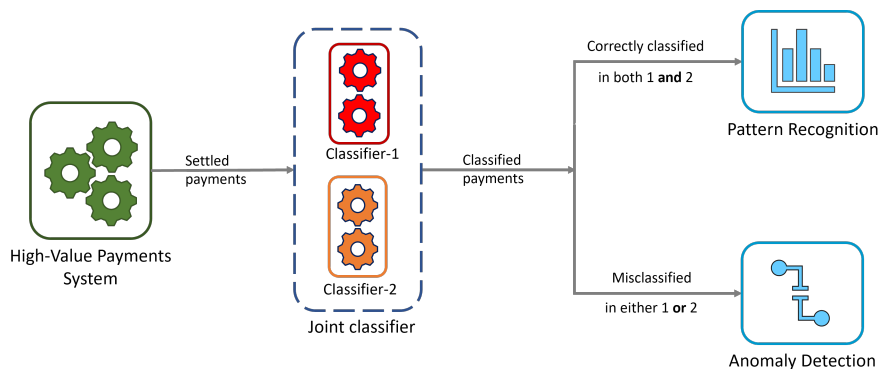 High-Value Payments
System
Settled
payments
Classifier-1
Classifier-2
Joint classifier
Classified
payments
Correctly classified
in both 1 and 2
Pattern Recognition
Misclassified
in either 1 or 2
Anomaly Detection